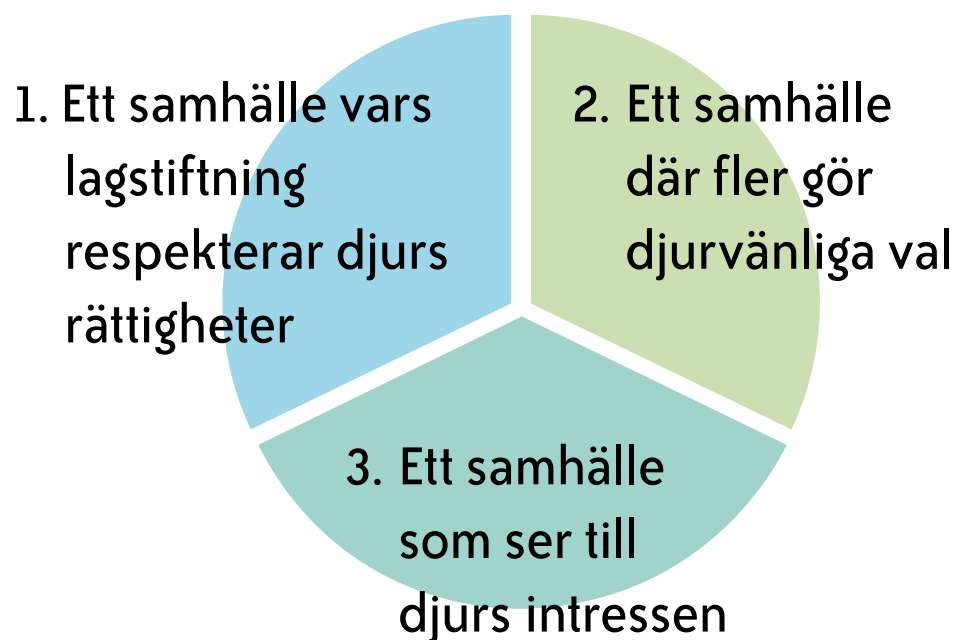 1. Ett samhälle vars
lagstiftning
respekterar djurs
rättigheter
2. Ett samhälle
där fler gör
djurvänliga val
3. Ett samhälle
som ser till
djurs intressen